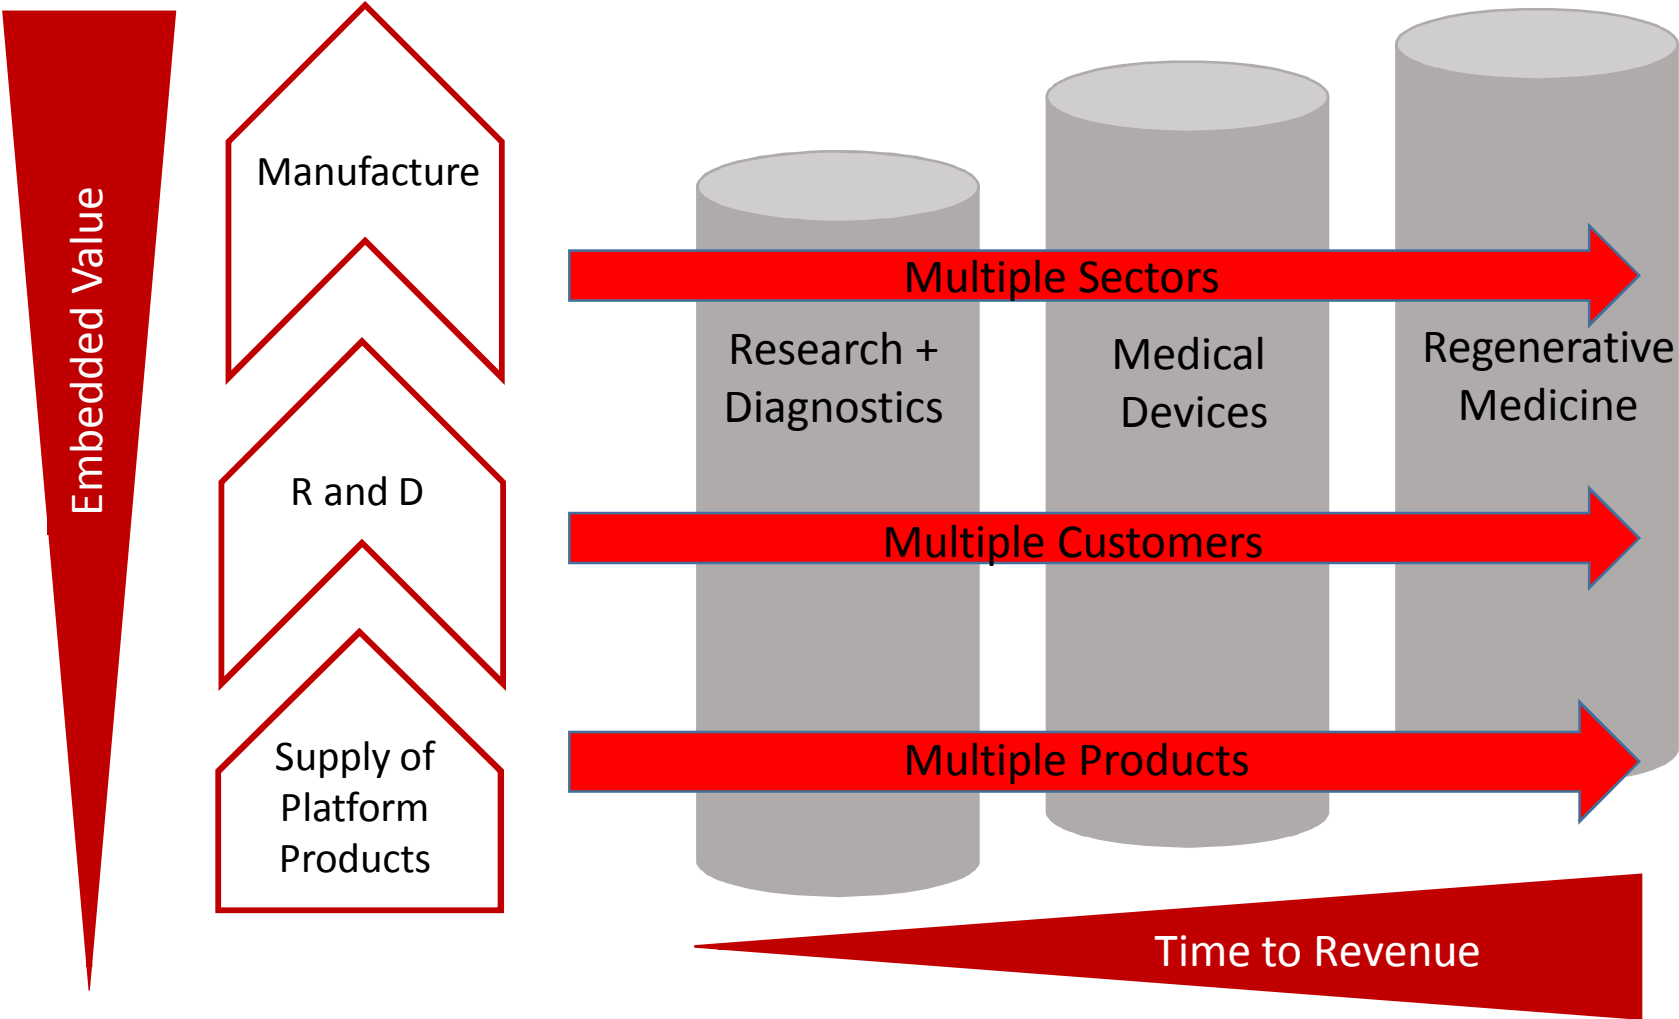 Embedded Value
Manufacture
R and D
Supply of
Platform
Products
Multiple Sectors
Research +
Diagnostics
Medical
Devices
Regenerative
Medicine
Multiple Customers
Multiple Products
Time to Revenue